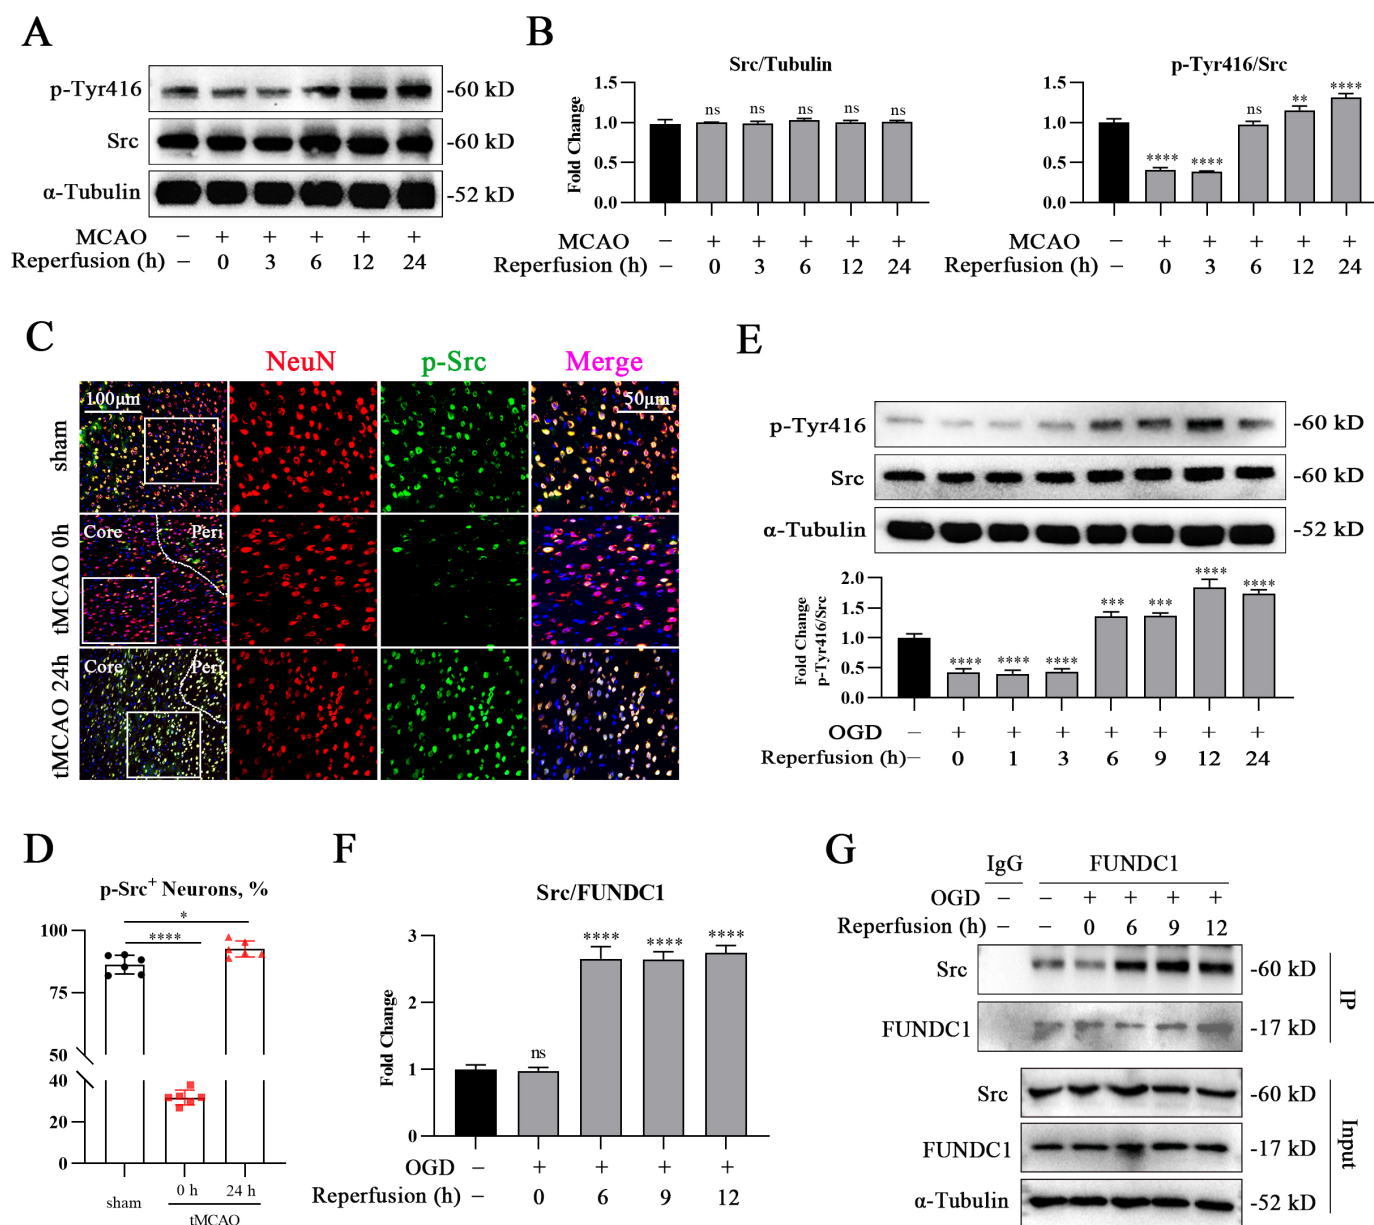 A
p-Tyr416 -60 kD
Src -60 kD
α-Tubulin -52 kD
MCAO − + + + + +
Reperfusion (h) − 0 3 6 12 24
B
Src/Tubulin
Fold Change
1.5
1.0
0.5
0.0
ns ns ns ns ns
MCAO − + + + + +
Reperfusion (h) − 0 3 6 12 24
p-Tyr416/Src
1.5
1.0
0.5
0.0
**** **** ns ** ****
MCAO − + + + + +
Reperfusion (h) − 0 3 6 12 24
C
NeuN p-Src Merge
sham
100μm 50μm
tMCAO 0h
Core Peri
tMCAO 24h
Core Peri
E
p-Tyr416 -60 kD
Src -60 kD
α-Tubulin -52 kD
Fold Change
p-Tyr416/Src
2.0
1.5
1.0
0.5
0.0
**** **** **** *** *** **** ****
OGD − + + + + + + +
Reperfusion (h) − 0 1 3 6 9 12 24
D
p-Src+ Neurons, %
100
75
50
40
20
0
*
****
sham 0 h 24 h
tMCAO
F
Src/FUNDC1
Fold Change
3
2
1
0
ns **** **** ****
OGD − + + + +
Reperfusion (h) − 0 6 9 12
G
IgG FUNDC1
OGD − − + + + +
Reperfusion (h) − − 0 6 9 12
Src -60 kD
FUNDC1 -17 kD
IP
Src -60 kD
FUNDC1 -17 kD
α-Tubulin -52 kD
Input